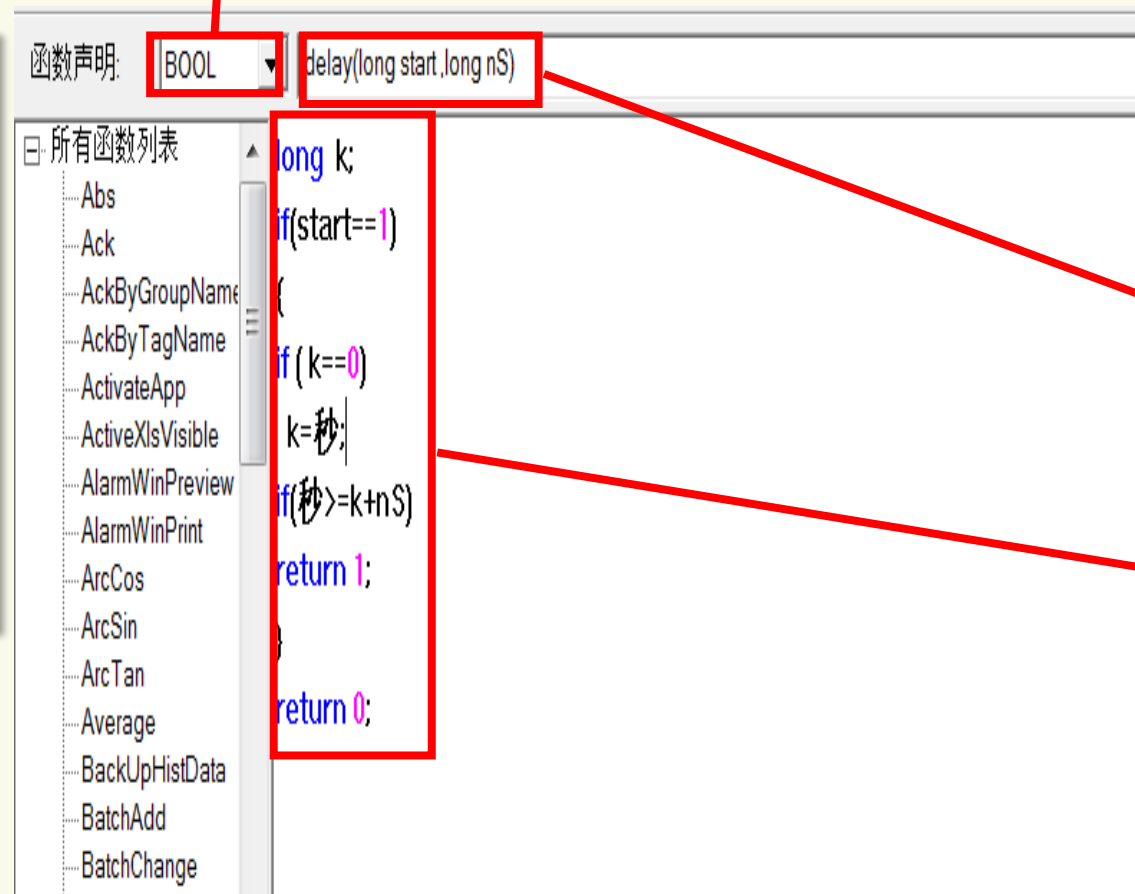 函数声明: BOOL delay(long start ,long nS)
所有函数列表
Abs
Ack
AckByGroupName
AckByTagName
ActivateApp
ActiveXlsVisible
AlarmWinPreview
AlarmWinPrint
ArcCos
ArcSin
ArcTan
Average
BackUpHistData
BatchAdd
BatchChange
long k;
if(start==1)
{
if ( k==0)
k=秒;
if(秒>=k+nS)
return 1;
}
return 0;